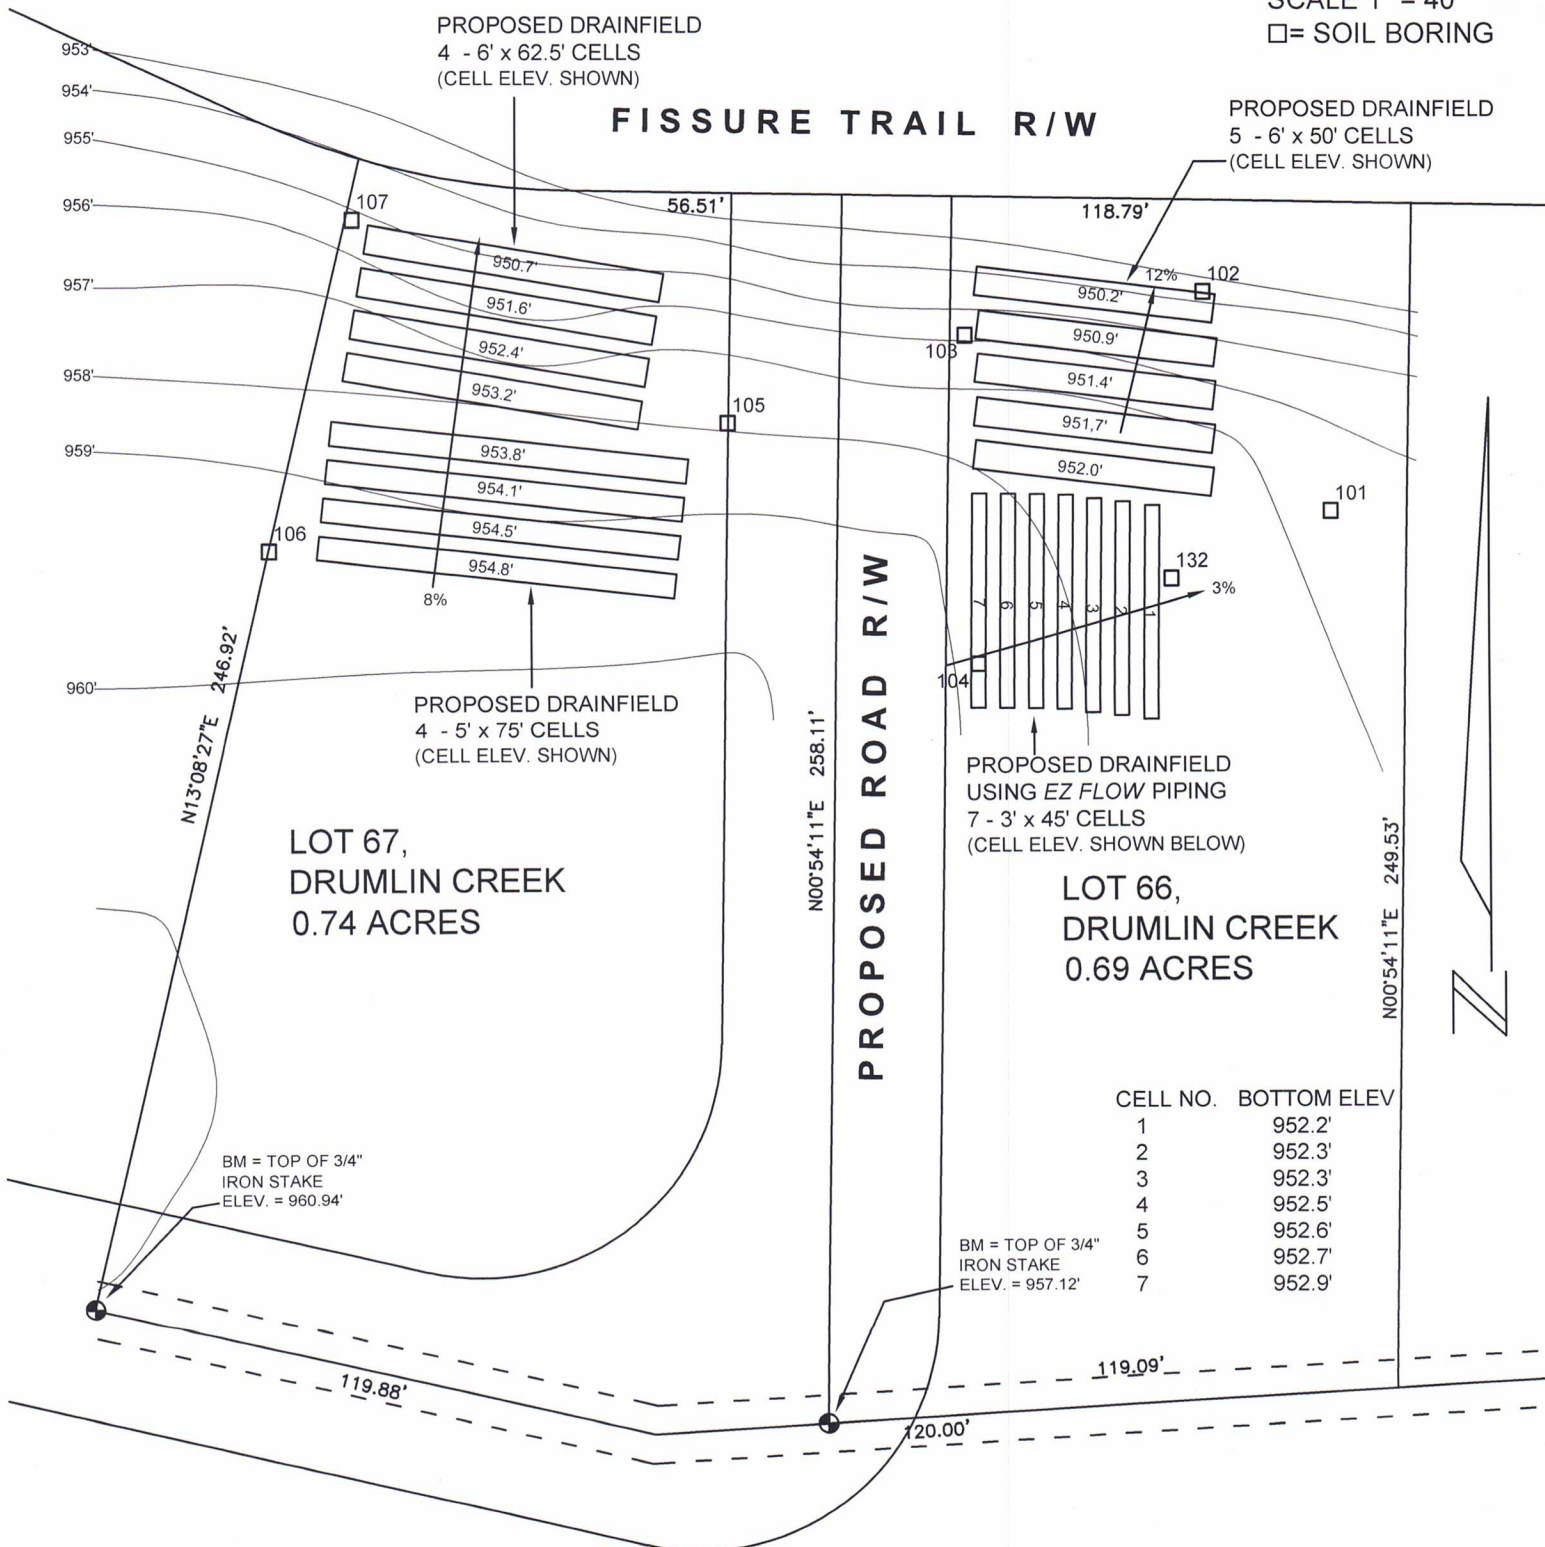 SCALE 1" = 40'
□= SOIL BORING
PROPOSED DRAINFIELD
4 - 6' x 62.5' CELLS
(CELL ELEV. SHOWN)
FISSURE TRAIL R/W
PROPOSED DRAINFIELD
5 - 6' x 50' CELLS
(CELL ELEV. SHOWN)
953'
954'
955'
956'
957'
958'
959'
960'
107
56.51'
118.79'
950.7'
951.6'
952.4'
953.2'
953.8'
954.1'
954.5'
954.8'
8%
105
106
12%
102
950.2'
103
950.9'
951.4'
951,7'
952.0'
101
132
3%
7
6
5
4
3
2
1
104
PROPOSED DRAINFIELD
4 - 5' x 75' CELLS
(CELL ELEV. SHOWN)
PROPOSED DRAINFIELD
USING EZ FLOW PIPING
7 - 3' x 45' CELLS
(CELL ELEV. SHOWN BELOW)
N13°08'27"E 246.92'
N00°54'11"E 258.11'
PROPOSED ROAD R/W
N00°54'11"E 249.53'
LOT 67,
DRUMLIN CREEK
0.74 ACRES
LOT 66,
DRUMLIN CREEK
0.69 ACRES
N
CELL NO. BOTTOM ELEV
1 952.2'
2 952.3'
3 952.3'
4 952.5'
5 952.6'
6 952.7'
7 952.9'
BM = TOP OF 3/4"
IRON STAKE
ELEV. = 960.94'
BM = TOP OF 3/4"
IRON STAKE
ELEV. = 957.12'
119.88'
119.09'
120.00'